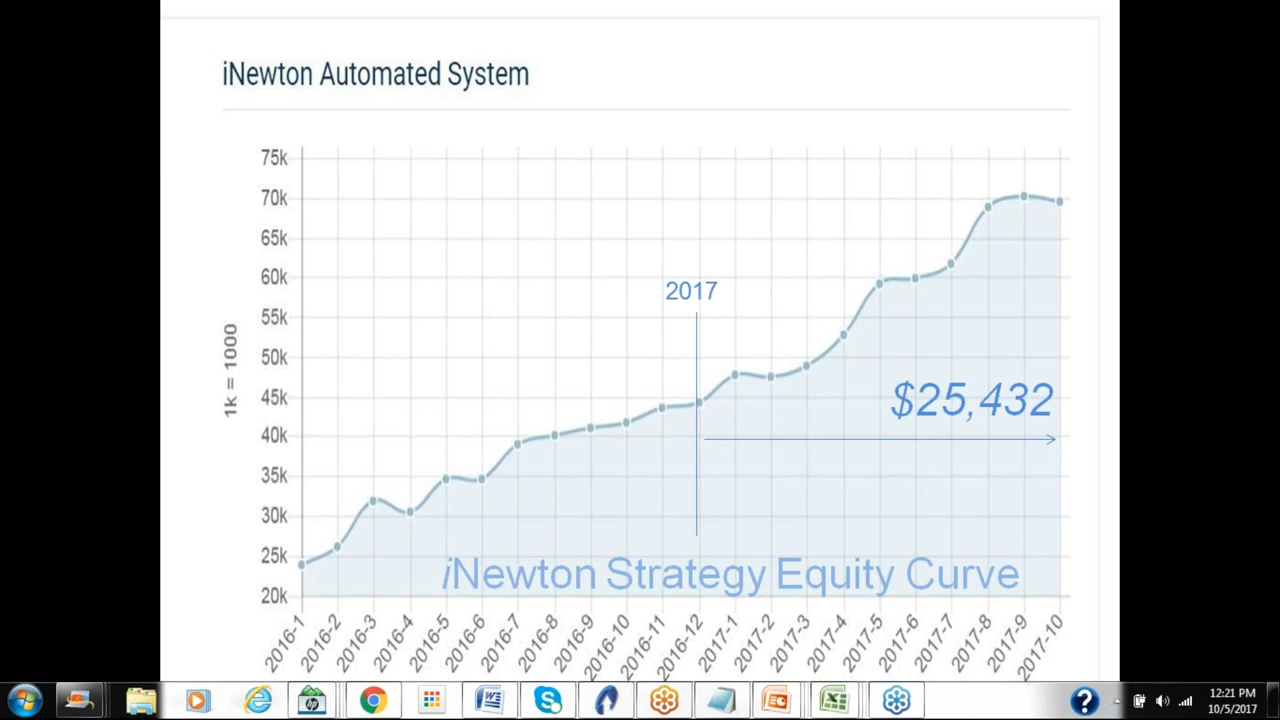 iNewton Automated System
75k
70k
65k
60k
55k
50k
45k
40k
35k
30k
25k
20k
1k = 1000
2017
$25,432
iNewton Strategy Equity Curve
2016-1
2016-2
2016-3
2016-4
2016-5
2016-6
2016-7
2016-8
2016-9
2016-10
2016-11
2016-12
2017-1
2017-2
2017-3
2017-4
2017-5
2017-6
2017-7
2017-8
2017-9
2017-10
12:21 PM
10/5/2017